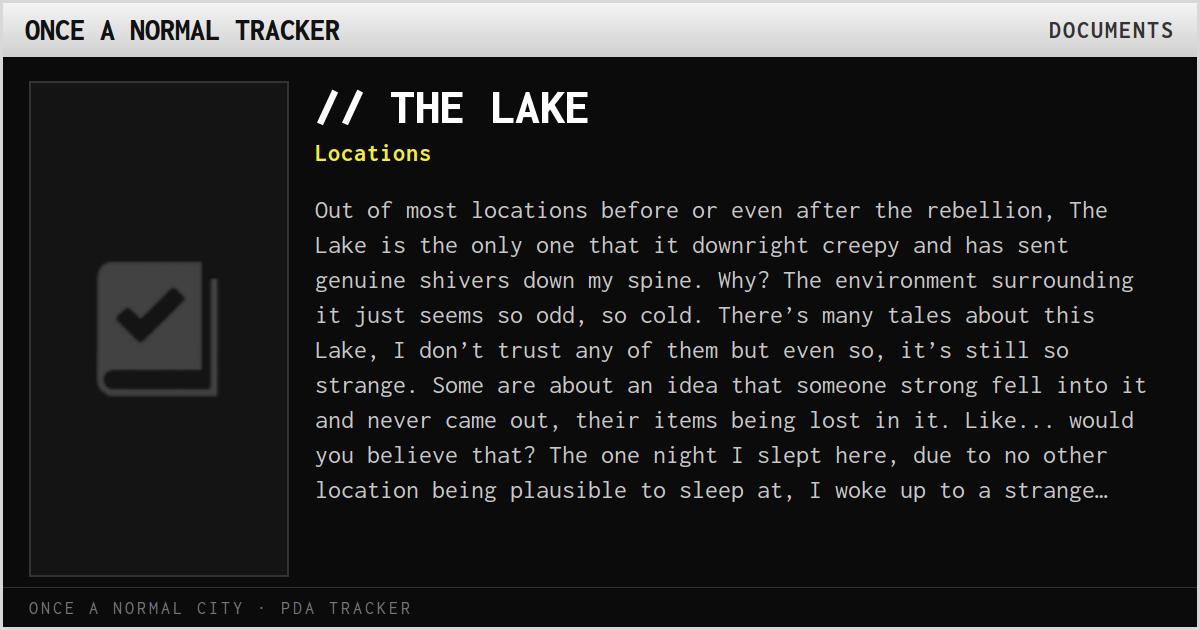 ONCE A NORMAL TRACKER
DOCUMENTS
// THE LAKE
Locations
Out of most locations before or even after the rebellion, The
Lake is the only one that it downright creepy and has sent
genuine shivers down my spine. Why? The environment surrounding
it just seems so odd, so cold. There’s many tales about this
Lake, I don’t trust any of them but even so, it’s still so
strange. Some are about an idea that someone strong fell into it
and never came out, their items being lost in it. Like... would
you believe that? The one night I slept here, due to no other
location being plausible to sleep at, I woke up to a strange…
ONCE A NORMAL CITY · PDA TRACKER